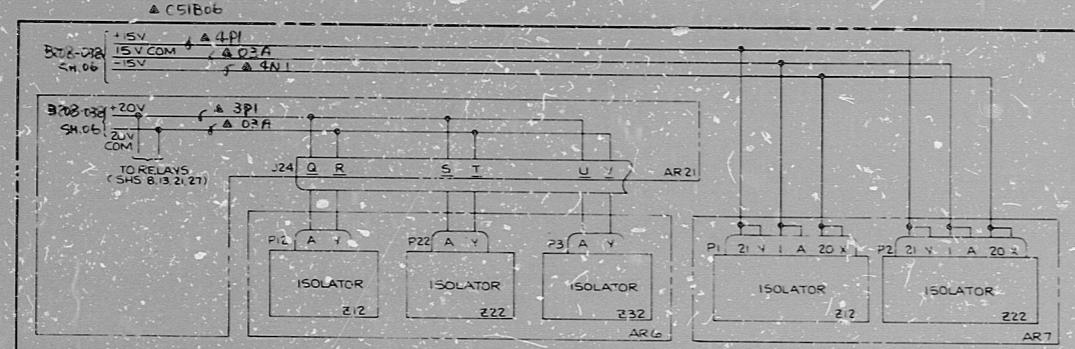 ▲ C51B06
+15V
▲ 4P1
15V COM
▲ 03A
-15V
▲ 4N1
SH.06
+20V
▲ 3P1
SH.06
20V COM
▲ 03A
TO RELAYS
(SHS 8,13,21,27)
J24 Q R S T U V AR21
P12 A Y
P22 A Y
P3 A Y
P1 21 Y 1 A 20 X
P2 21 Y 1 A 20 X
ISOLATOR
ISOLATOR
ISOLATOR
ISOLATOR
ISOLATOR
Z12
Z22
Z32
Z12
Z22
AR6
AR7